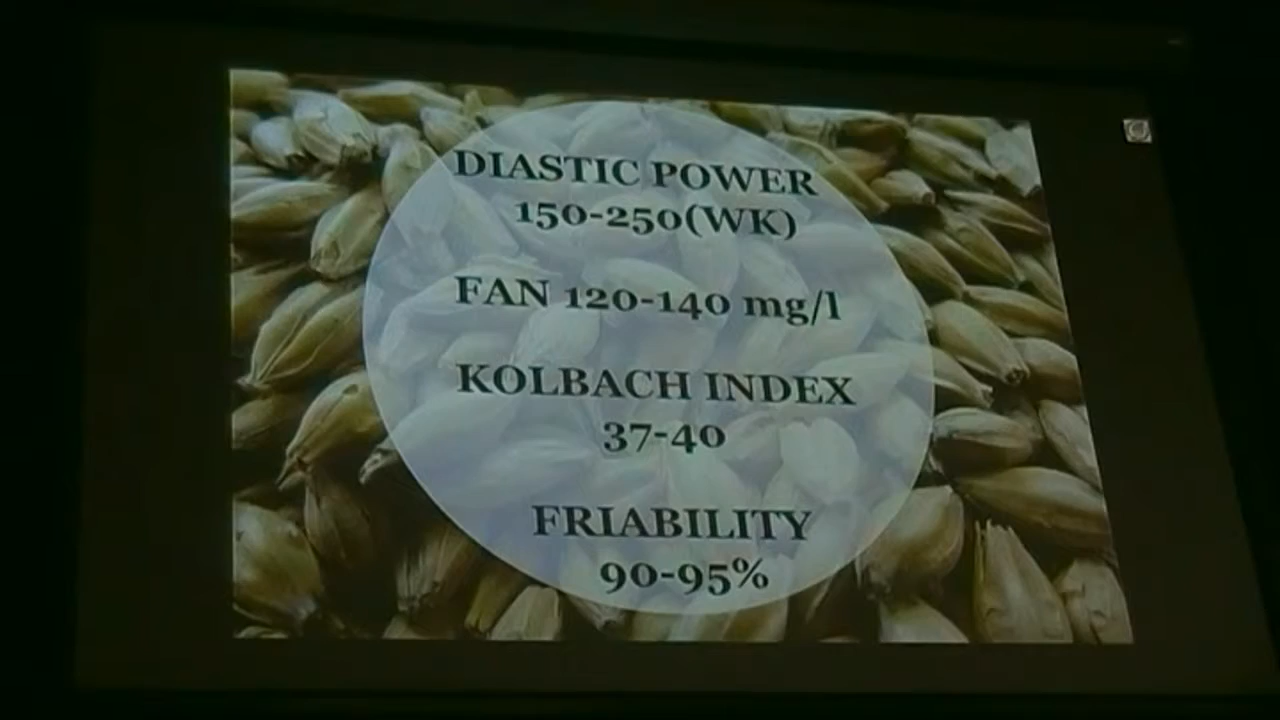 DIASTIC POWER
150-250(WK)
FAN 120-140 mg/l
KOLBACH INDEX
37-40
FRIABILITY
90-95%